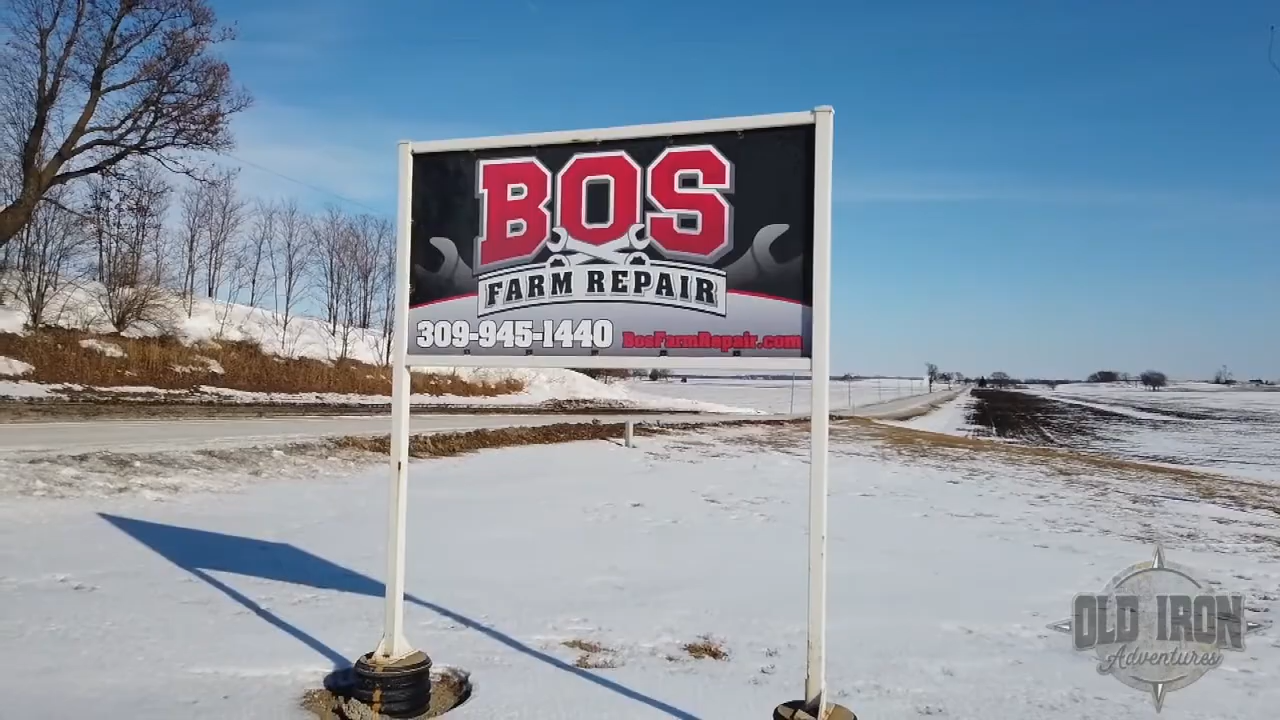 BOS
FARM REPAIR
309-945-1440 BosFarmRepair.com
OLD IRON
Adventures